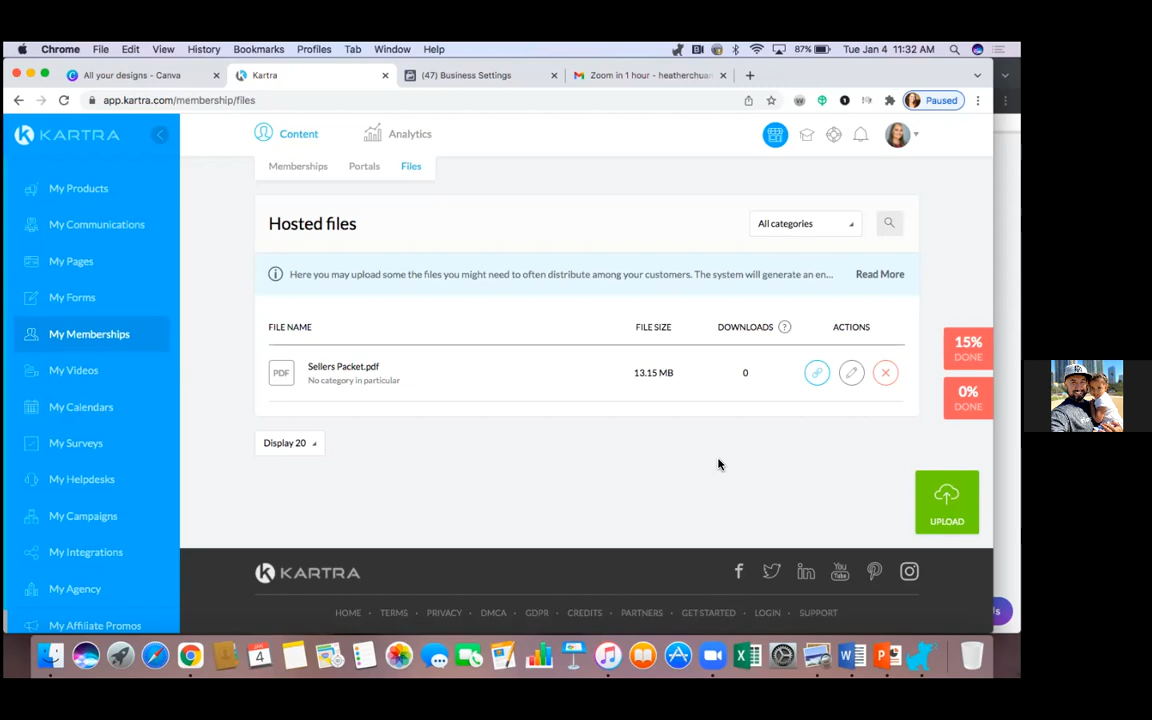 Chrome File Edit View History Bookmarks Profiles Tab Window Help 87% Tue Jan 4 11:32 AM
All your designs - Canva Kartra (47) Business Settings Zoom in 1 hour - heatherchuan
app.kartra.com/membership/files Paused
KARTRA Content Analytics
Memberships Portals Files
My Products
My Communications
My Pages
My Forms
My Memberships
My Videos
My Calendars
My Surveys
My Helpdesks
My Campaigns
My Integrations
My Agency
My Affiliate Promos
Hosted files All categories
Here you may upload some the files you might need to often distribute among your customers. The system will generate an en... Read More
FILE NAME FILE SIZE DOWNLOADS ? ACTIONS
PDF Sellers Packet.pdf 13.15 MB 0
No category in particular
15%
DONE
0%
DONE
Display 20
UPLOAD
KARTRA You Tube
HOME · TERMS · PRIVACY · DMCA · GDPR · CREDITS · PARTNERS · GET STARTED · LOGIN · SUPPORT